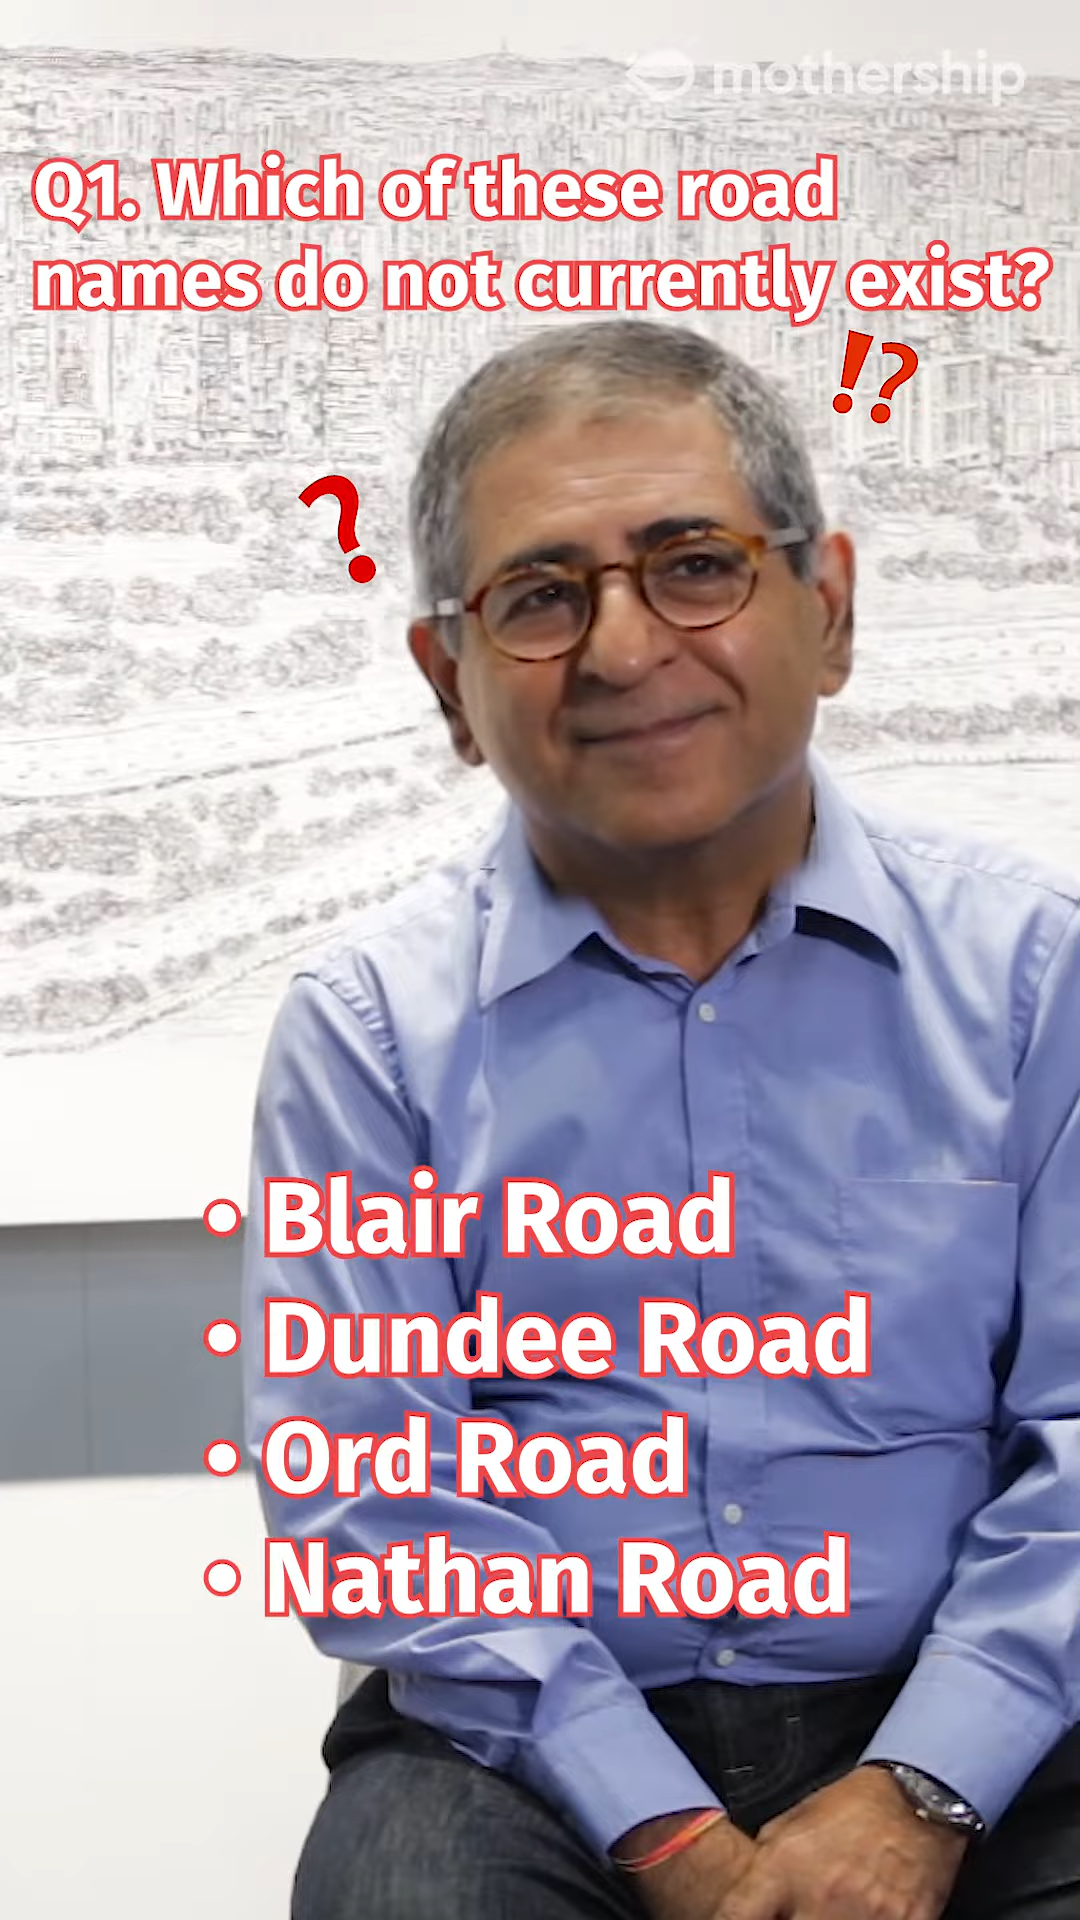 mothership
Q1. Which of these road
names do not currently exist?
⁉
?
• Blair Road
• Dundee Road
• Ord Road
• Nathan Road